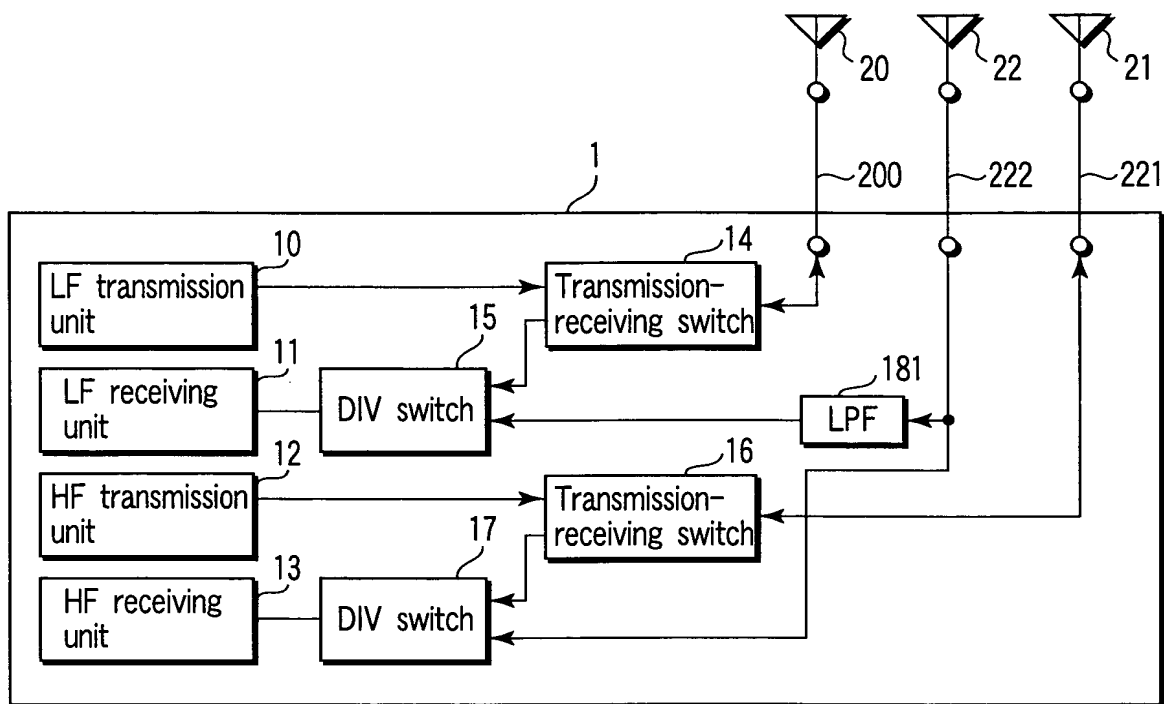 20
22
21
1
200
222
221
10
LF transmission
unit
14
Transmission-
receiving switch
15
11
LF receiving
unit
DIV switch
181
LPF
12
HF transmission
unit
16
Transmission-
receiving switch
17
13
HF receiving
unit
DIV switch